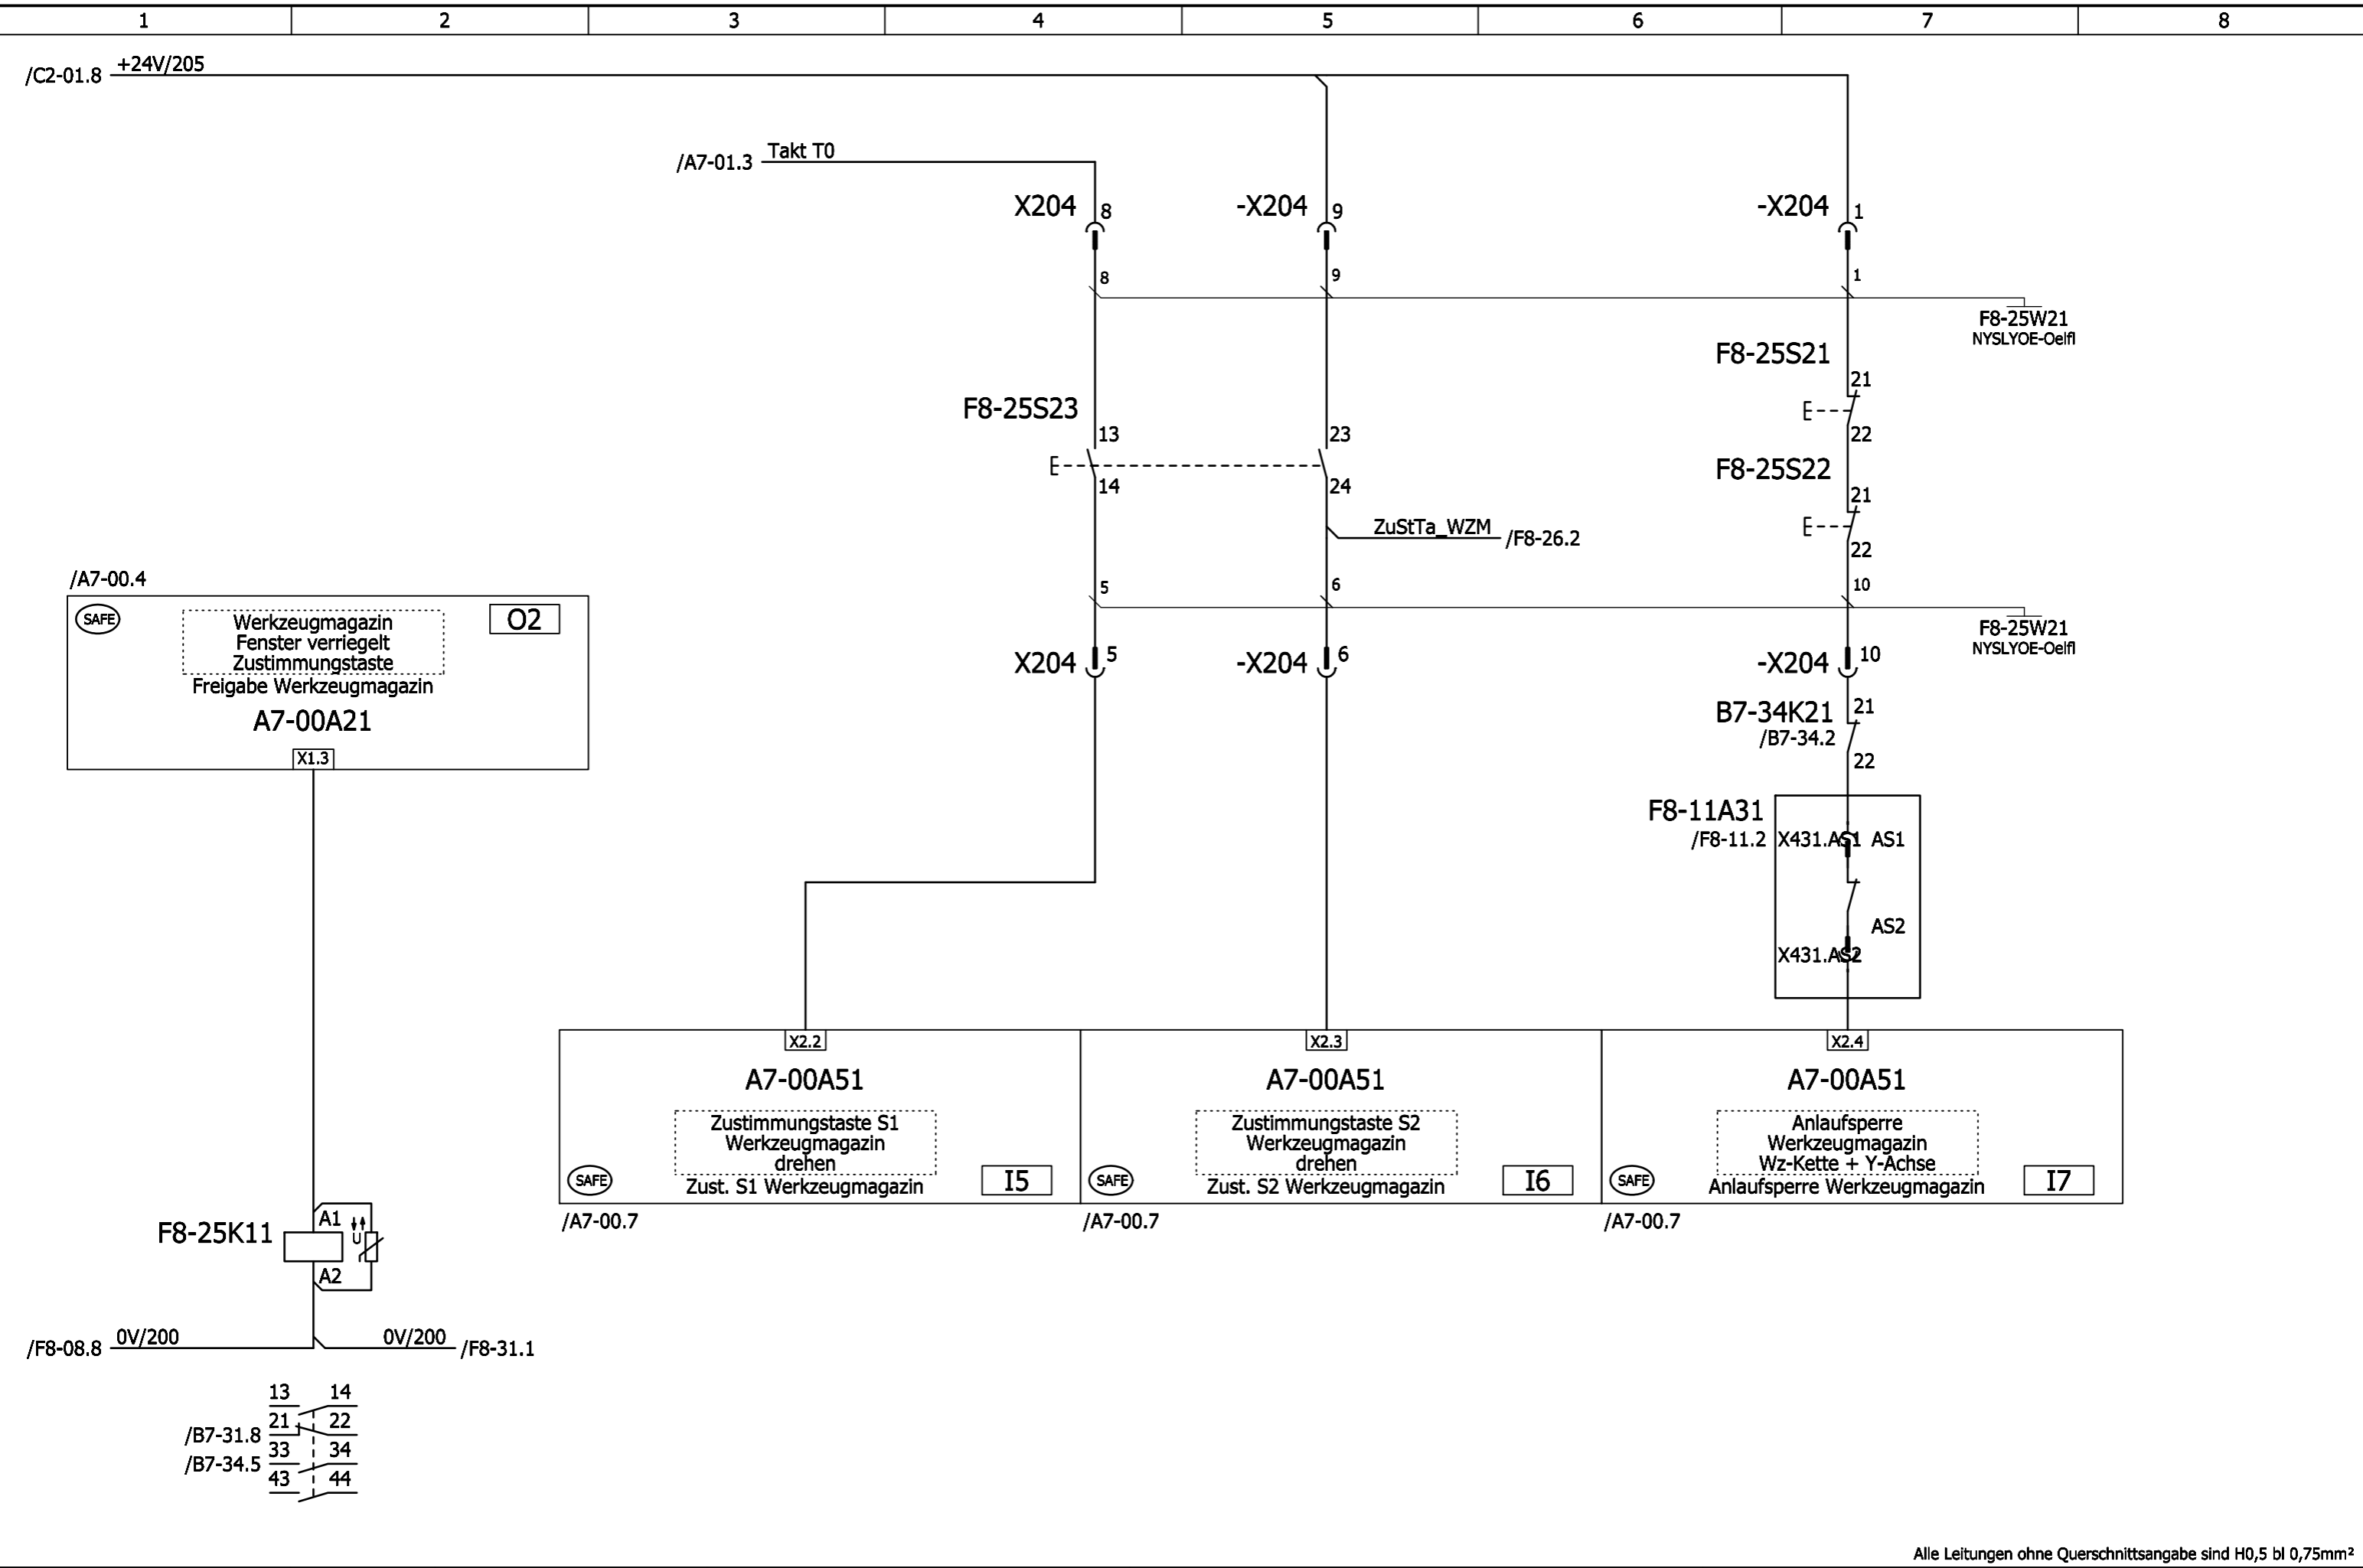 1 2 3 4 5 6 7 8
/C2-01.8 +24V/205
/A7-01.3 Takt T0
X204 8 -X204 9 -X204 1
8 9 1
F8-25W21
NYSLYOE-Oelfl
F8-25S21
21
22
F8-25S23
13 23
14 24
F8-25S22
21
22
ZuStTa_WZM /F8-26.2
/A7-00.4
SAFE
Werkzeugmagazin
Fenster verriegelt
Zustimmungstaste
O2
Freigabe Werkzeugmagazin
A7-00A21
X1.3
5 6 10
F8-25W21
NYSLYOE-Oelfl
X204 5 -X204 6 -X204 10
B7-34K21 21
/B7-34.2
22
F8-11A31
/F8-11.2 X431.AS1 AS1
AS2
X431.AS2
X2.2
A7-00A51
Zustimmungstaste S1
Werkzeugmagazin
drehen
SAFE Zust. S1 Werkzeugmagazin I5
/A7-00.7
X2.3
A7-00A51
Zustimmungstaste S2
Werkzeugmagazin
drehen
SAFE Zust. S2 Werkzeugmagazin I6
/A7-00.7
X2.4
A7-00A51
Anlaufsperre
Werkzeugmagazin
Wz-Kette + Y-Achse
SAFE Anlaufsperre Werkzeugmagazin I7
/A7-00.7
F8-25K11
A1
U
A2
/F8-08.8 0V/200 0V/200 /F8-31.1
13 14
21 22
/B7-31.8
33 34
/B7-34.5
43 44
Alle Leitungen ohne Querschnittsangabe sind H0,5 bl 0,75mm²